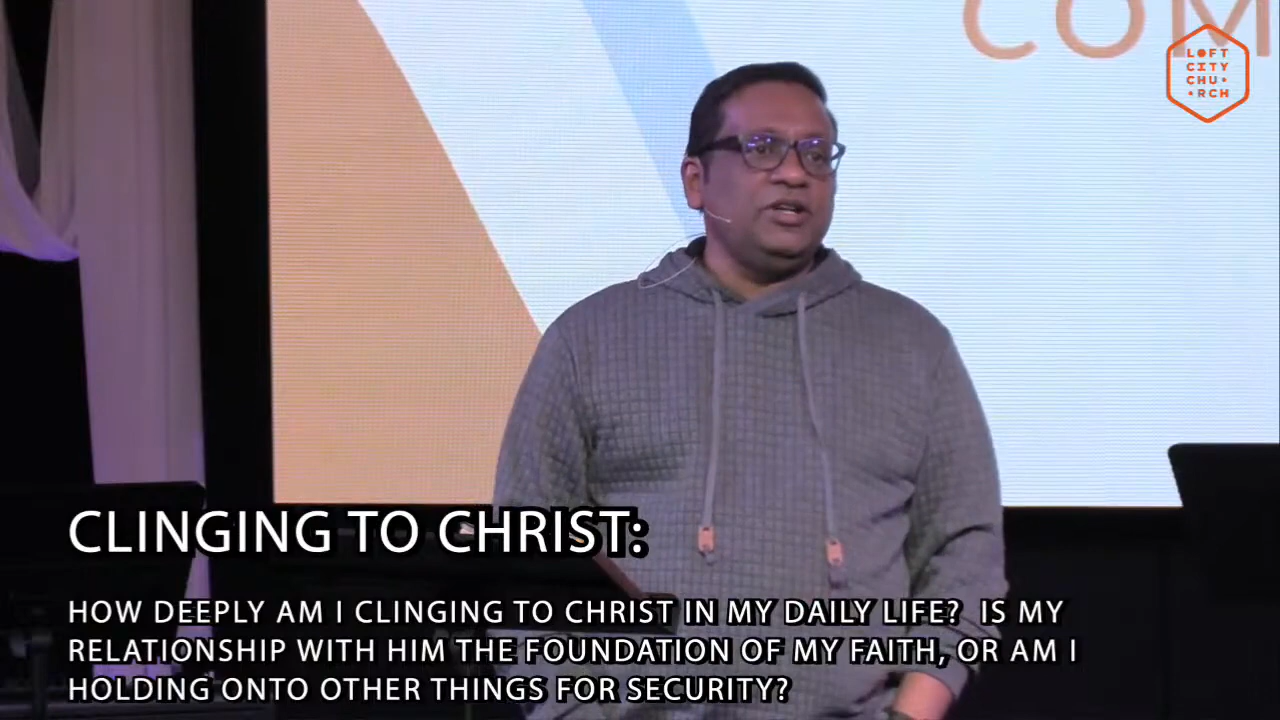 COM
LOFT
CITY
CHU•
•RCH
CLINGING TO CHRIST:
HOW DEEPLY AM I CLINGING TO CHRIST IN MY DAILY LIFE? IS MY
RELATIONSHIP WITH HIM THE FOUNDATION OF MY FAITH, OR AM I
HOLDING ONTO OTHER THINGS FOR SECURITY?